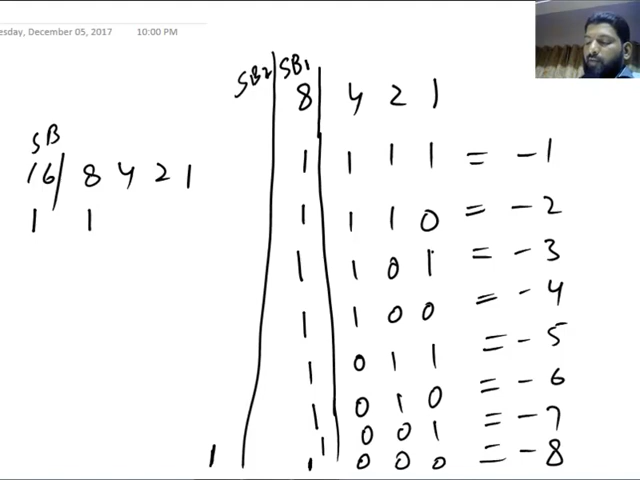 esday, December 05, 2017 10:00 PM
SB2 SB1
8 4 2 1
SB
16 8 4 2 1
1 1
1 1 1 1 = -1
1 1 1 0 = -2
1 1 0 1 = -3
1 1 0 0 = -4
1 0 1 1 = -5
1 0 1 0 = -6
1 0 0 1 = -7
1 1 0 0 0 = -8